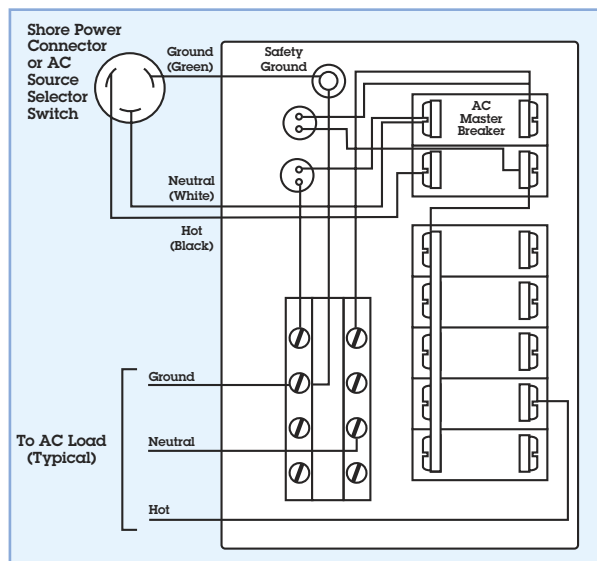 Shore Power
Connector
or AC
Source
Selector
Switch
Ground
(Green)
Safety
Ground
AC
Master
Breaker
Neutral
(White)
Hot
(Black)
Ground
To AC Load
(Typical)
Neutral
Hot